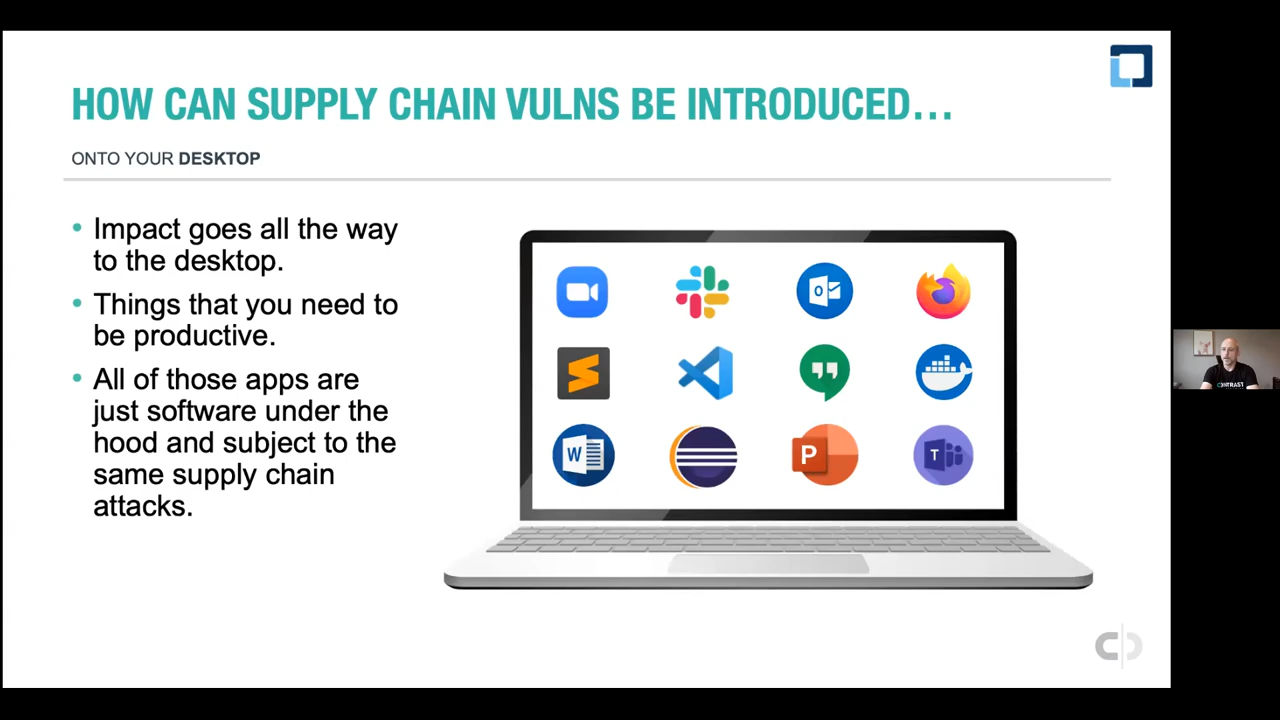 HOW CAN SUPPLY CHAIN VULNS BE INTRODUCED…
ONTO YOUR DESKTOP
• Impact goes all the way
to the desktop.
• Things that you need to
be productive.
• All of those apps are
just software under the
hood and subject to the
same supply chain
attacks.
O
W
P
T
CONTRAST